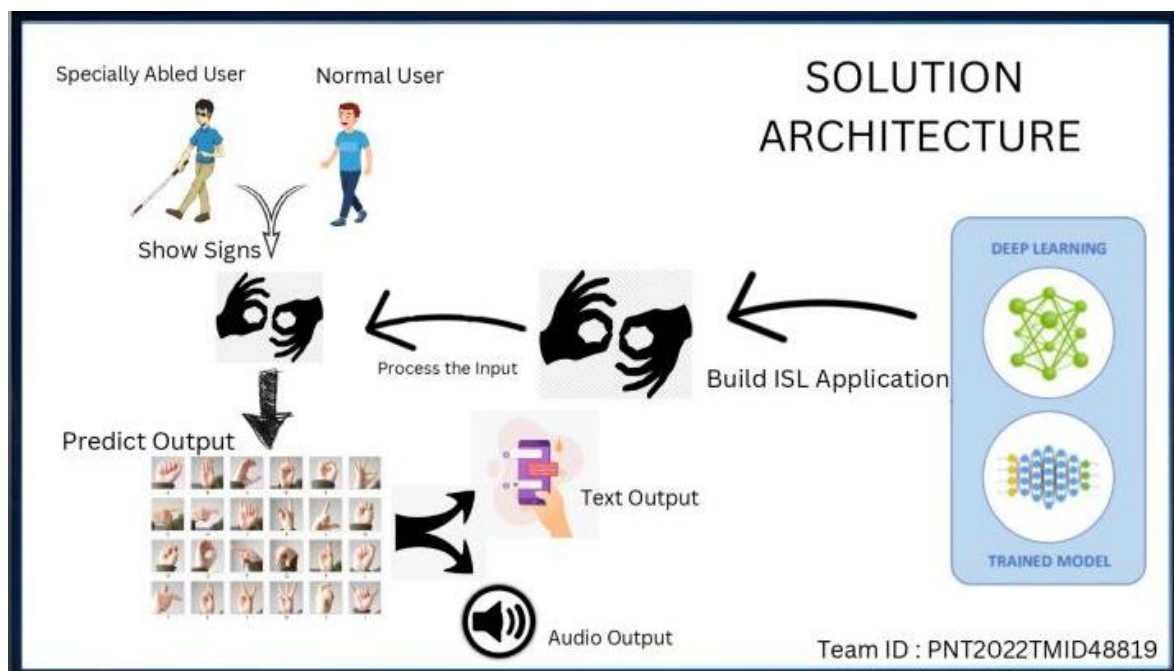 SOLUTION
ARCHITECTURE
Specially Abled User
Normal User
Show Signs
Process the Input
Build ISL Application
DEEP LEARNING
TRAINED MODEL
Predict Output
Text Output
Audio Output
Team ID : PNT2022TMID48819